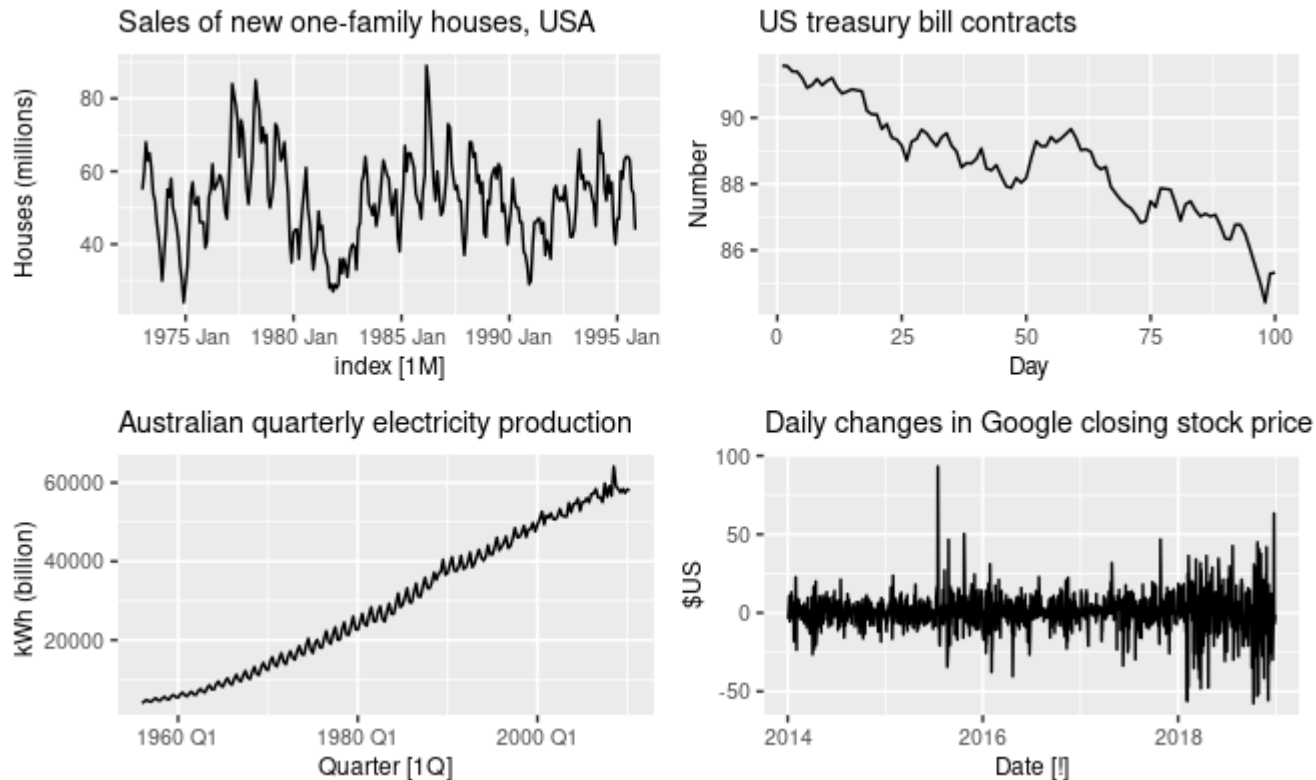 Sales of new one-family houses, USA
Houses (millions)
80
60
40
1975 Jan 1980 Jan 1985 Jan 1990 Jan 1995 Jan
index [1M]
US treasury bill contracts
Number
90
88
86
0 25 50 75 100
Day
Australian quarterly electricity production
kWh (billion)
60000
40000
20000
1960 Q1 1980 Q1 2000 Q1
Quarter [1Q]
Daily changes in Google closing stock price
$US
100
50
0
-50
2014 2016 2018
Date [!]